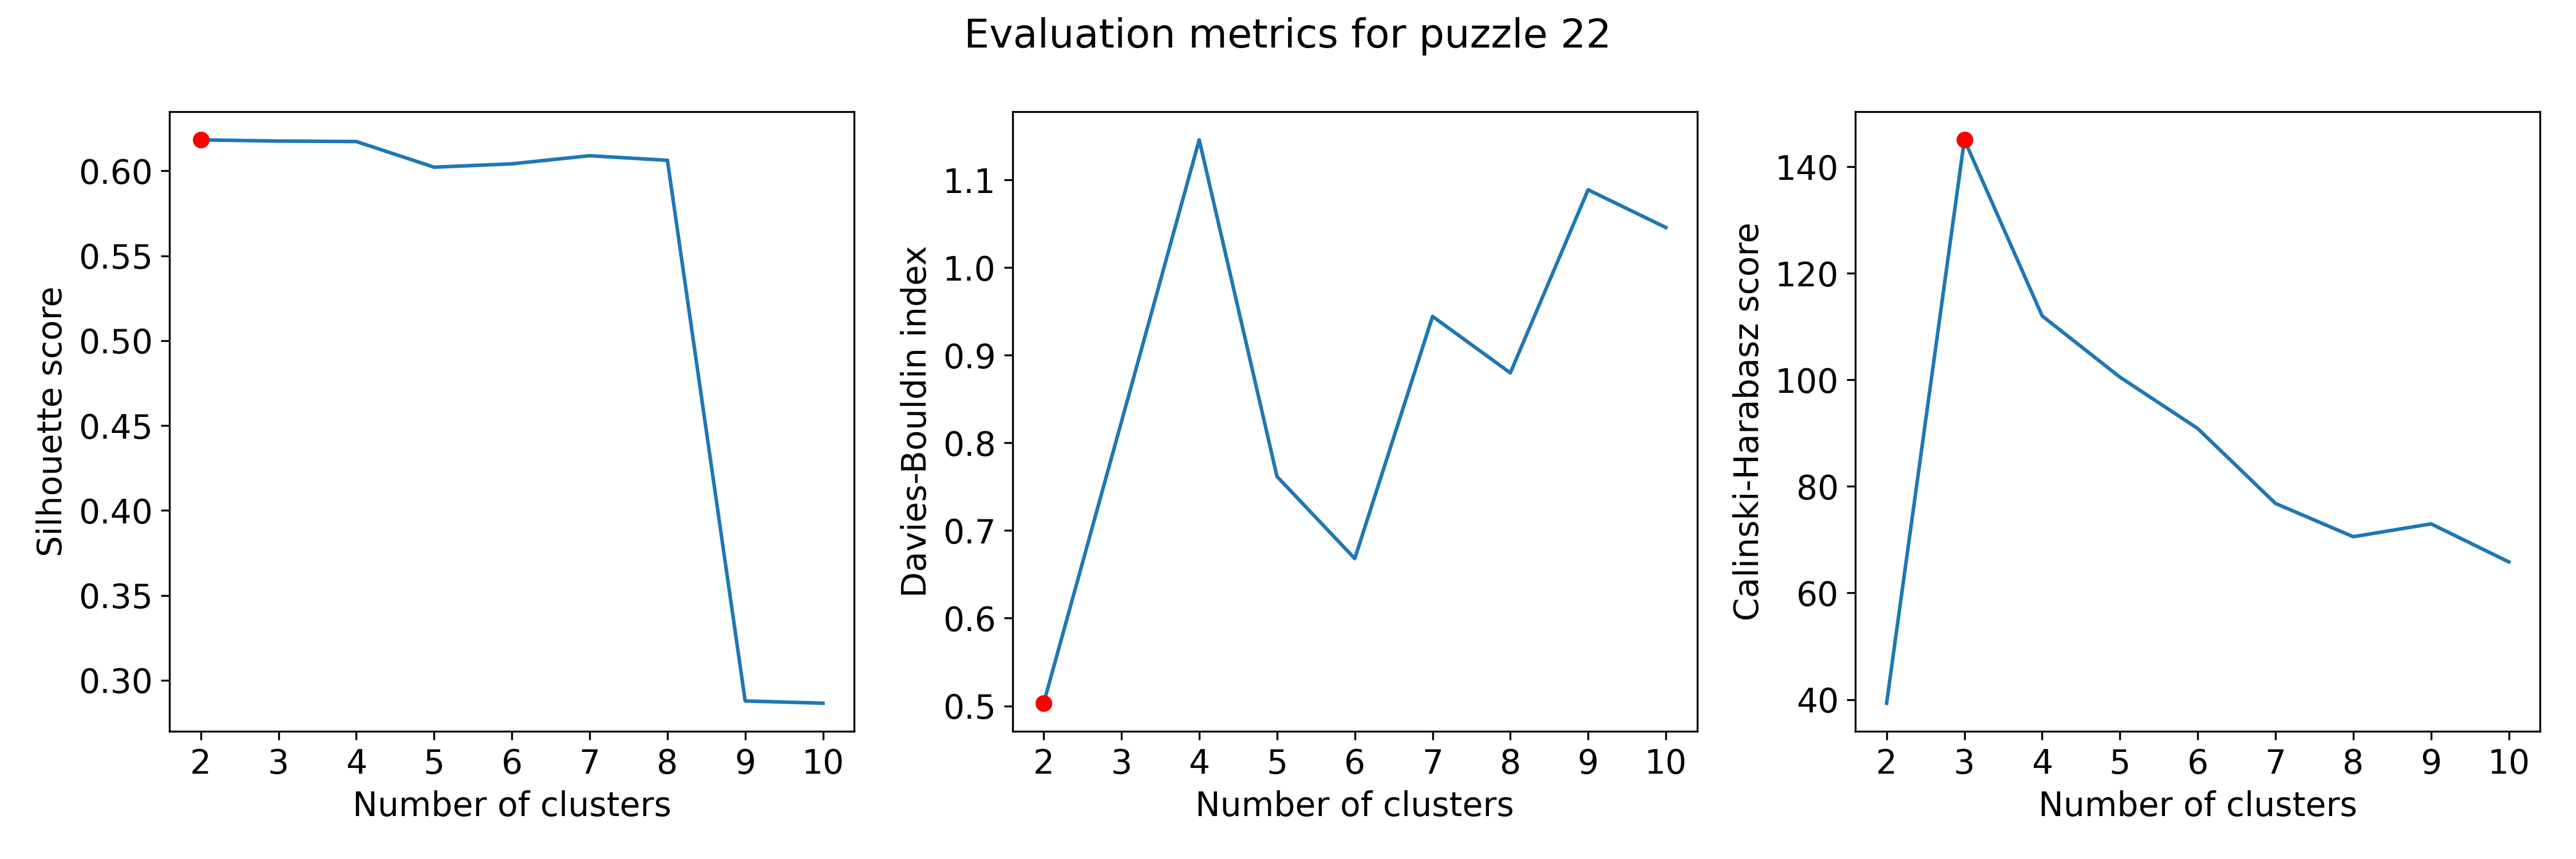 Evaluation metrics for puzzle 22
Silhouette score
0.60
0.55
0.50
0.45
0.40
0.35
0.30
2 3 4 5 6 7 8 9 10
Number of clusters
Davies-Bouldin index
1.1
1.0
0.9
0.8
0.7
0.6
0.5
2 3 4 5 6 7 8 9 10
Number of clusters
Calinski-Harabasz score
140
120
100
80
60
40
2 3 4 5 6 7 8 9 10
Number of clusters